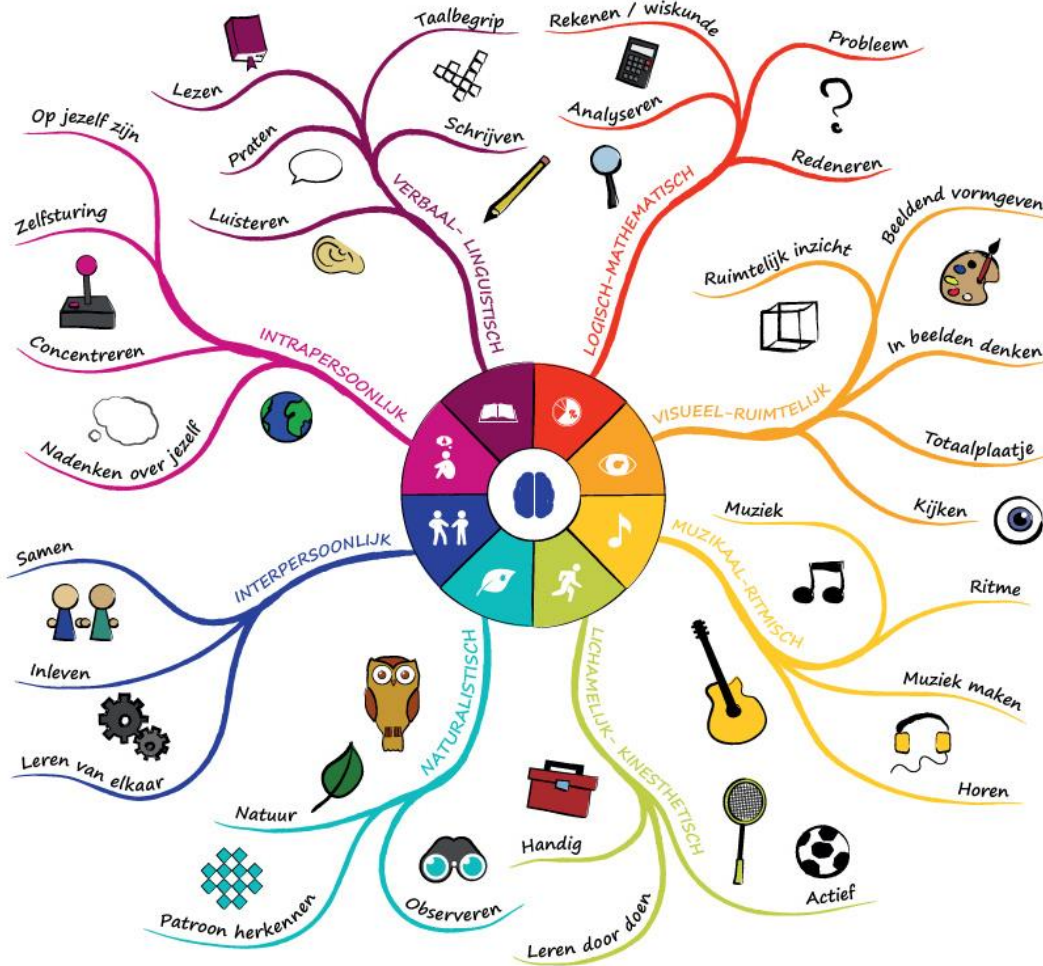 Taalbegrip
Lezen
Praten
Schrijven
Luisteren
VERBAAL- LINGUISTISCH
Rekenen / wiskunde
Probleem
Analyseren
Redeneren
LOGISCH-MATHEMATISCH
Beeldend vormgeven
Ruimtelijk inzicht
In beelden denken
VISUEEL-RUIMTELIJK
Totaalplaatje
Kijken
Muziek
MUZIKAAL-RITMISCH
Ritme
Muziek maken
Horen
LICHAMELIJK- KINESTHETISCH
Handig
Actief
Leren door doen
NATURALISTISCH
Natuur
Observeren
Patroon herkennen
INTERPERSOONLIJK
Samen
Inleven
Leren van elkaar
Op jezelf zijn
Zelfsturing
INTRAPERSOONLIJK
Concentreren
Nadenken over jezelf